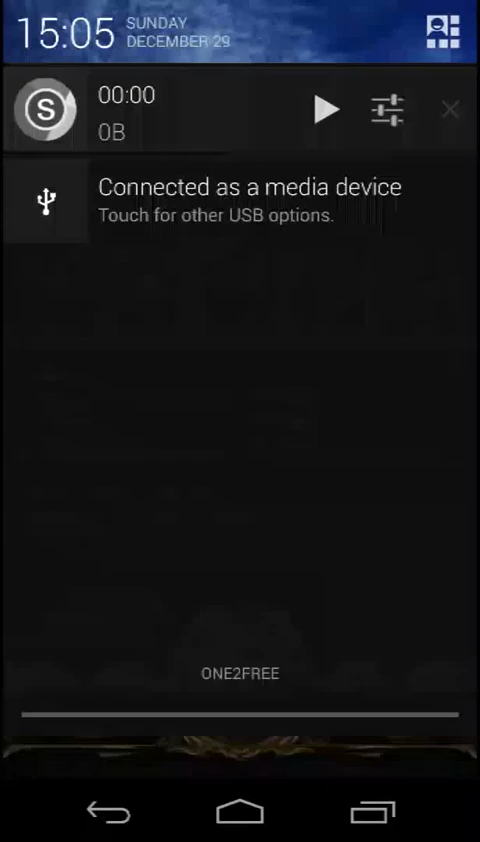 15:05
SUNDAY
DECEMBER 29
S
00:00
0B
Connected as a media device
Touch for other USB options.
ONE2FREE